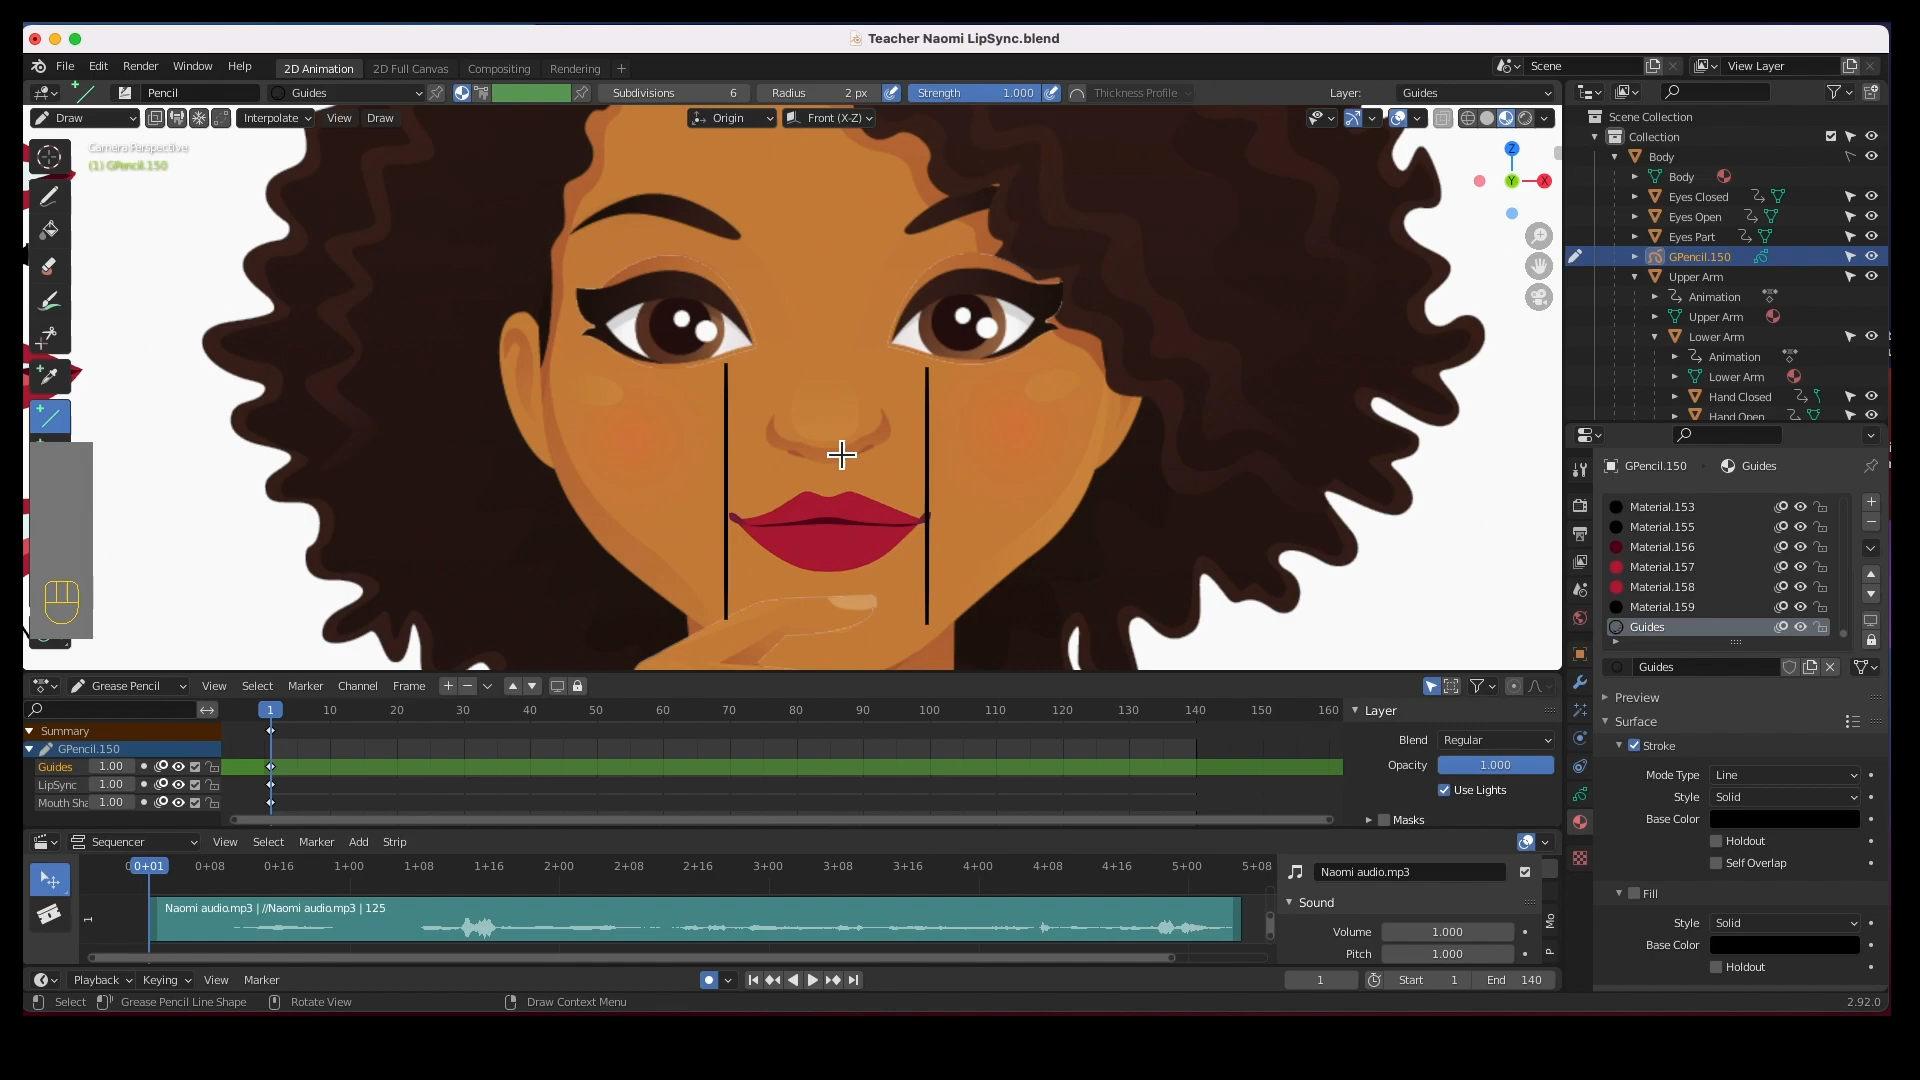 Teacher Naomi LipSync.blend
File Edit Render Window Help 2D Animation 2D Full Canvas Compositing Rendering + Scene View Layer
Pencil Guides Subdivisions 6 Radius 2 px Strength 1.000 Thickness Profile Layer: Guides
Draw Interpolate View Draw Origin Front (X-Z)
Camera Perspective
(1) GPencil.150
Z
Y
X
Scene Collection
Collection
Body
Body
Eyes Closed
Eyes Open
Eyes Part
GPencil.150
Upper Arm
Animation
Upper Arm
Lower Arm
Animation
Lower Arm
Hand Closed
Hand Open
GPencil.150 Guides
Material.153
Material.155
Material.156
Material.157
Material.158
Material.159
Guides
Guides
Preview
Surface
Stroke
Mode Type Line
Style Solid
Base Color
Holdout
Self Overlap
Fill
Style Solid
Base Color
Holdout
Grease Pencil View Select Marker Channel Frame
1 10 20 30 40 50 60 70 80 90 100 110 120 130 140 150 160
Summary
GPencil.150
Guides 1.00
LipSync 1.00
Mouth Sha 1.00
Layer
Blend Regular
Opacity 1.000
Use Lights
Masks
Sequencer View Select Marker Add Strip
0+01 0+08 0+16 1+00 1+08 1+16 2+00 2+08 2+16 3+00 3+08 3+16 4+00 4+08 4+16 5+00 5+08
1
Naomi audio.mp3 | //Naomi audio.mp3 | 125
Naomi audio.mp3
Sound
Volume 1.000
Pitch 1.000
Mo
P
Playback Keying View Marker 1 Start 1 End 140
Select Grease Pencil Line Shape Rotate View Draw Context Menu 2.92.0